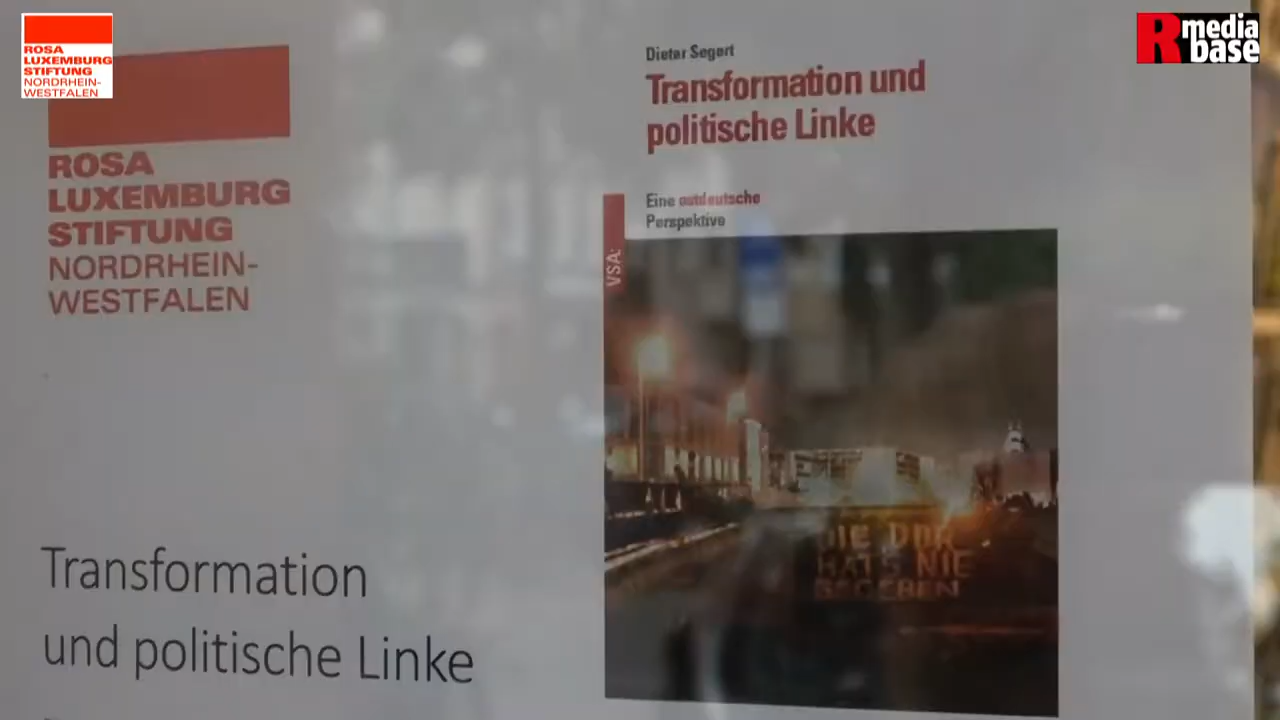 ROSA
LUXEMBURG
STIFTUNG
NORDRHEIN-
WESTFALEN
R media
base
ROSA
LUXEMBURG
STIFTUNG
NORDRHEIN-
WESTFALEN
Dieter Segert
Transformation und
politische Linke
Eine ostdeutsche
Perspektive
VSA:
DIE DDR
HAT'S NIE
GEGEBEN
Transformation
und politische Linke